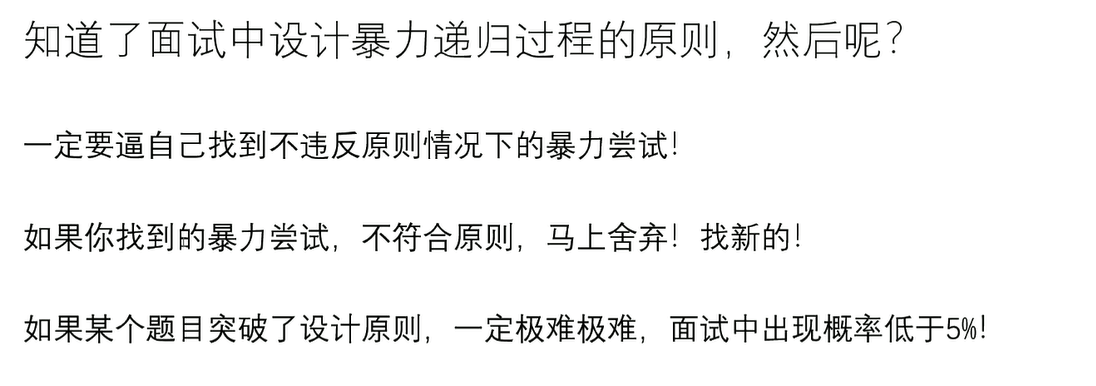 知道了面试中设计暴力递归过程的原则，然后呢？
一定要逼自己找到不违反原则情况下的暴力尝试！
如果你找到的暴力尝试，不符合原则，马上舍弃！找新的！
如果某个题目突破了设计原则，一定极难极难，面试中出现概率低于5%！